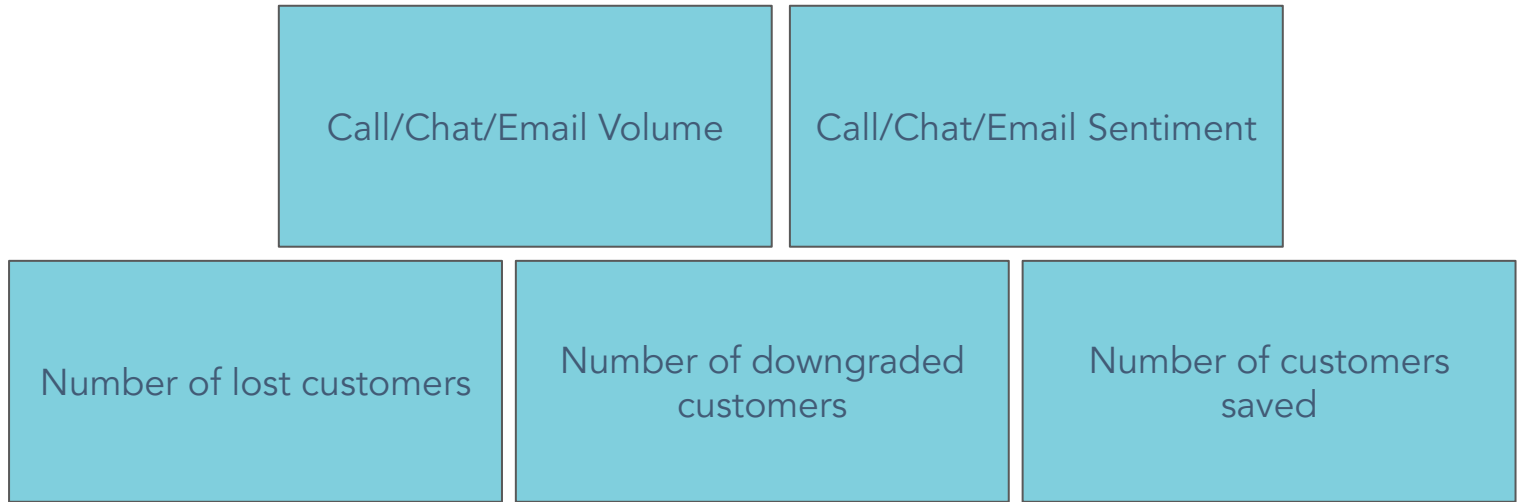 Call/Chat/Email Volume
Call/Chat/Email Sentiment
Number of lost customers
Number of downgraded
customers
Number of customers
saved